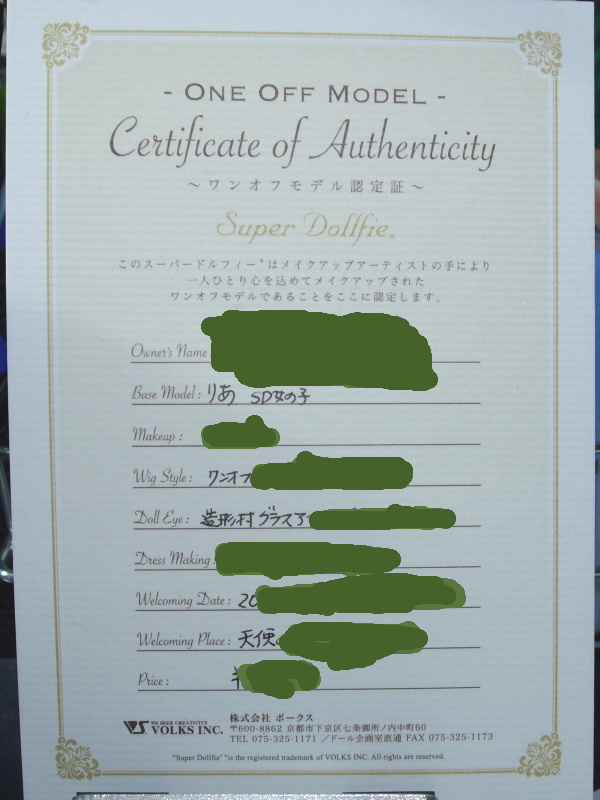 - ONE OFF MODEL -
Certificate of Authenticity
～ワンオフモデル認定証～
Super Dollfie®
このスーパードルフィー®はメイクアップアーティストの手により
一人ひとり心を込めてメイクアップされた
ワンオフモデルであることをここに認定します。
Owner's Name
Base Model : りあ SD女の子
Makeup :
Wig Style : ワンオフ
Doll Eye : 造形村 グラスア
Dress Making :
Welcoming Date : 20
Welcoming Place : 天使
Price :
VS WE SEEK CREATIVITY VOLKS INC.
株式会社 ボークス
〒600-8862 京都市下京区七条御所ノ内中町60
TEL 075-325-1171 ／ドール企画室直通 FAX 075-325-1173
"Super Dollfie" "is the registered trademark of VOLKS INC. All rights are reserved.